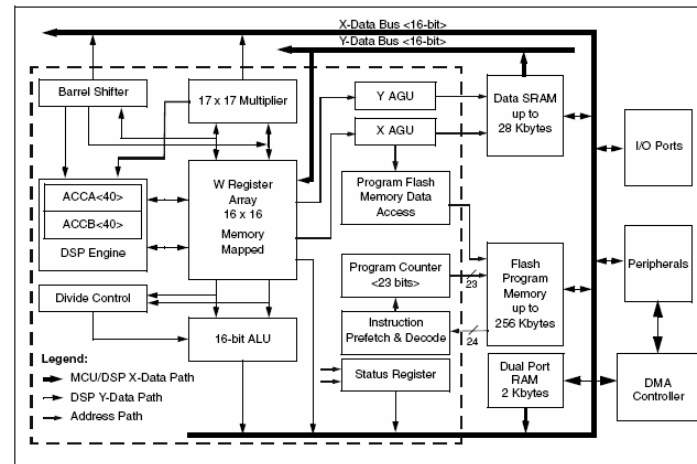 X-Data Bus <16-bit>
Y-Data Bus <16-bit>
Barrel Shifter
17 x 17 Multiplier
Y AGU
X AGU
Data SRAM
up to
28 Kbytes
I/O Ports
ACCA<40>
ACCB<40>
DSP Engine
W Register
Array
16 x 16
Memory
Mapped
Program Flash
Memory Data
Access
Program Counter
<23 bits>
23
Flash
Program
Memory
up to
256 Kbytes
Peripherals
Divide Control
16-bit ALU
Instruction
Prefetch & Decode
24
Status Register
Dual Port
RAM
2 Kbytes
DMA
Controller
Legend:
MCU/DSP X-Data Path
DSP Y-Data Path
Address Path